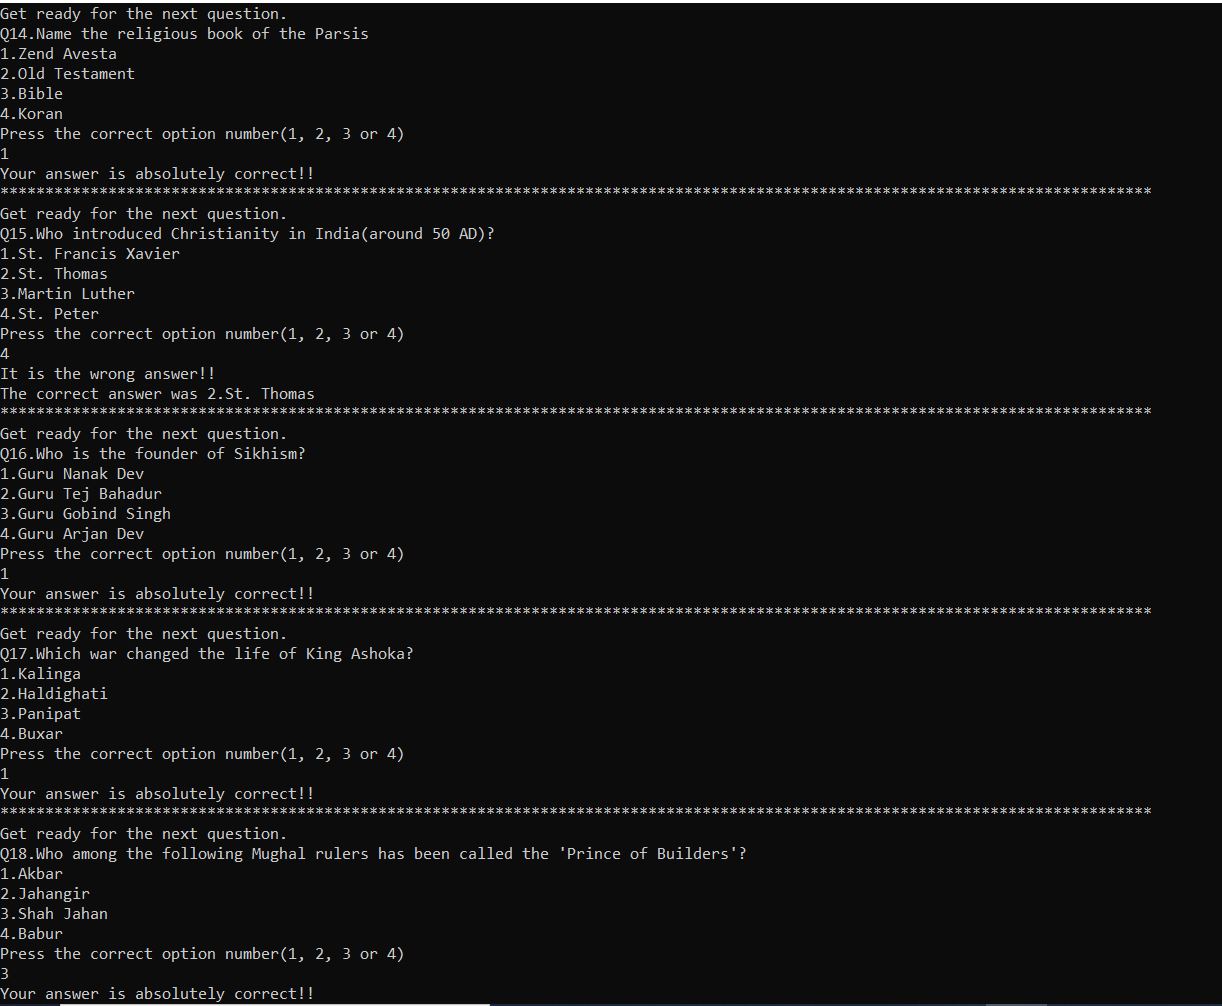 Get ready for the next question.
Q14.Name the religious book of the Parsis
1.Zend Avesta
2.Old Testament
3.Bible
4.Koran
Press the correct option number(1, 2, 3 or 4)
1
Your answer is absolutely correct!!
********************************************************************************************************************************
Get ready for the next question.
Q15.Who introduced Christianity in India(around 50 AD)?
1.St. Francis Xavier
2.St. Thomas
3.Martin Luther
4.St. Peter
Press the correct option number(1, 2, 3 or 4)
4
It is the wrong answer!!
The correct answer was 2.St. Thomas
********************************************************************************************************************************
Get ready for the next question.
Q16.Who is the founder of Sikhism?
1.Guru Nanak Dev
2.Guru Tej Bahadur
3.Guru Gobind Singh
4.Guru Arjan Dev
Press the correct option number(1, 2, 3 or 4)
1
Your answer is absolutely correct!!
********************************************************************************************************************************
Get ready for the next question.
Q17.Which war changed the life of King Ashoka?
1.Kalinga
2.Haldighati
3.Panipat
4.Buxar
Press the correct option number(1, 2, 3 or 4)
1
Your answer is absolutely correct!!
********************************************************************************************************************************
Get ready for the next question.
Q18.Who among the following Mughal rulers has been called the 'Prince of Builders'?
1.Akbar
2.Jahangir
3.Shah Jahan
4.Babur
Press the correct option number(1, 2, 3 or 4)
3
Your answer is absolutely correct!!